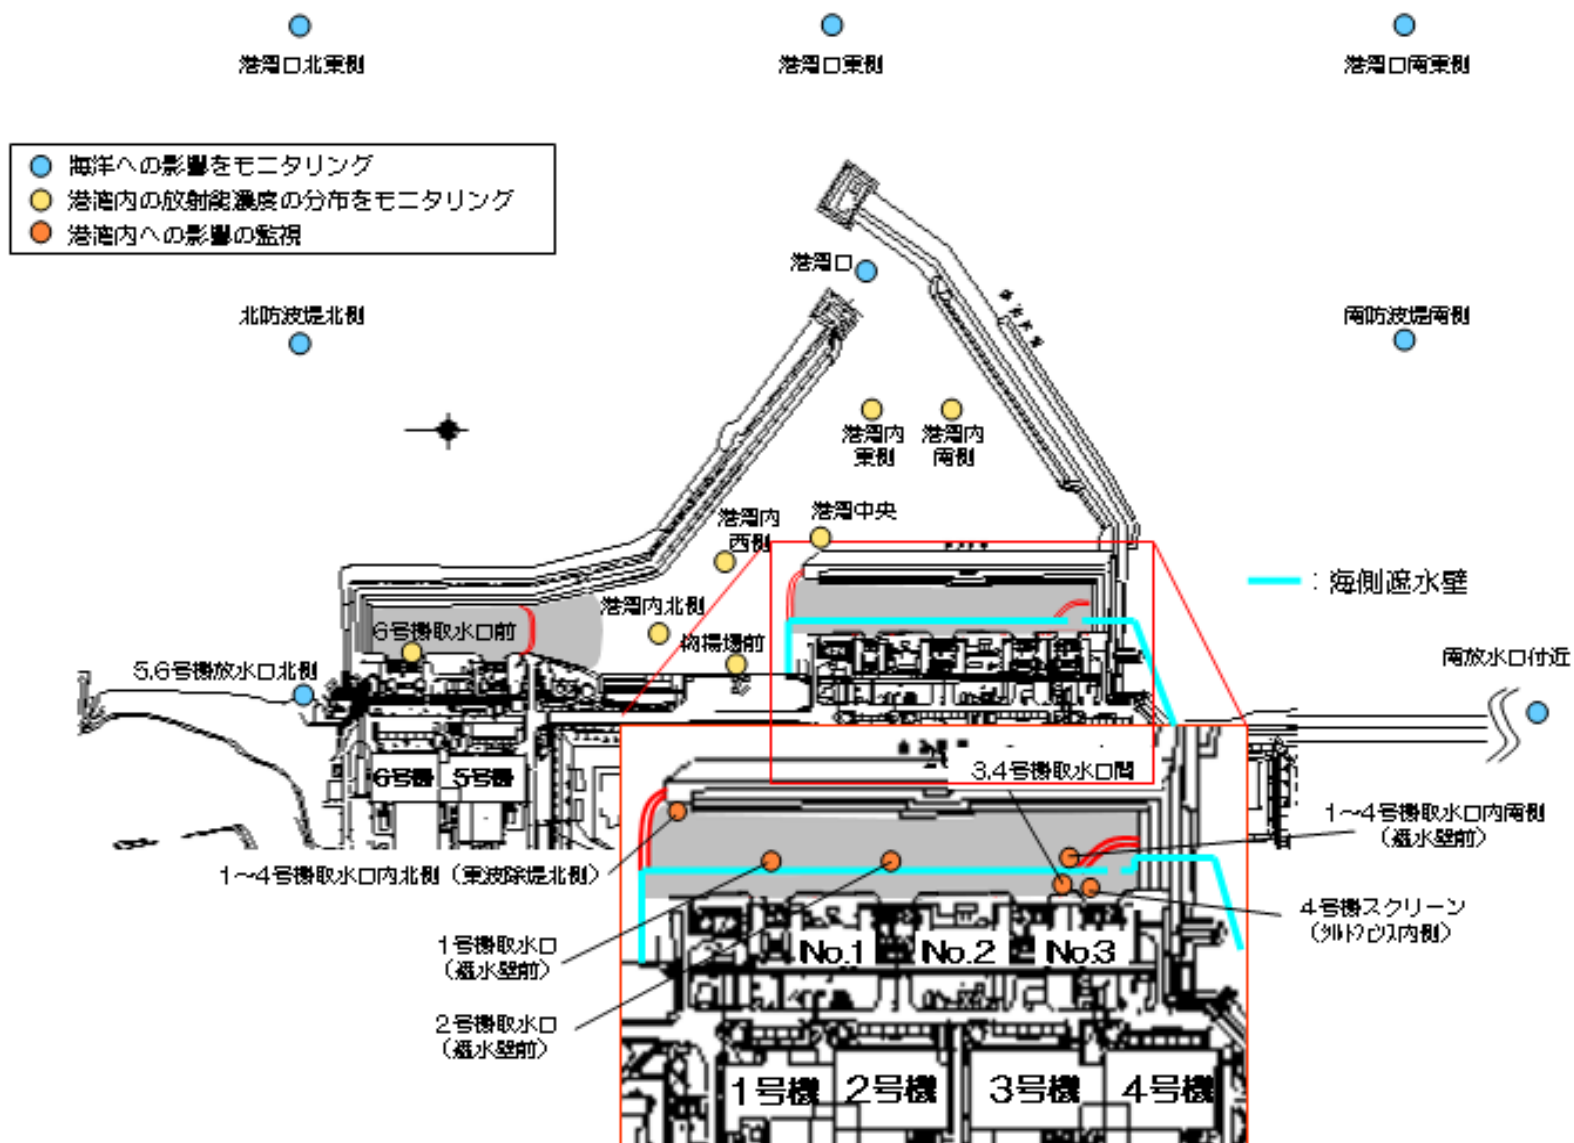 港湾口北東側
港湾口東側
港湾口南東側
海洋への影響をモニタリング
港湾内の放射能濃度の分布をモニタリング
港湾内への影響の監視
港湾口
北防波堤北側
南防波堤南側
港湾内
東側
港湾内
南側
港湾中央
港湾内
西側
：海側遮水壁
港湾内北側
6号機取水口前
物揚場前
5,6号機放水口北側
南放水口付近
6号機
5号機
3,4号機取水口間
1～4号機取水口内南側
（遮水壁前）
1～4号機取水口内北側（東波除堤北側）
4号機スクリーン
（シルトフェンス内側）
1号機取水口
（遮水壁前）
No.1
No.2
No.3
2号機取水口
（遮水壁前）
1号機
2号機
3号機
4号機